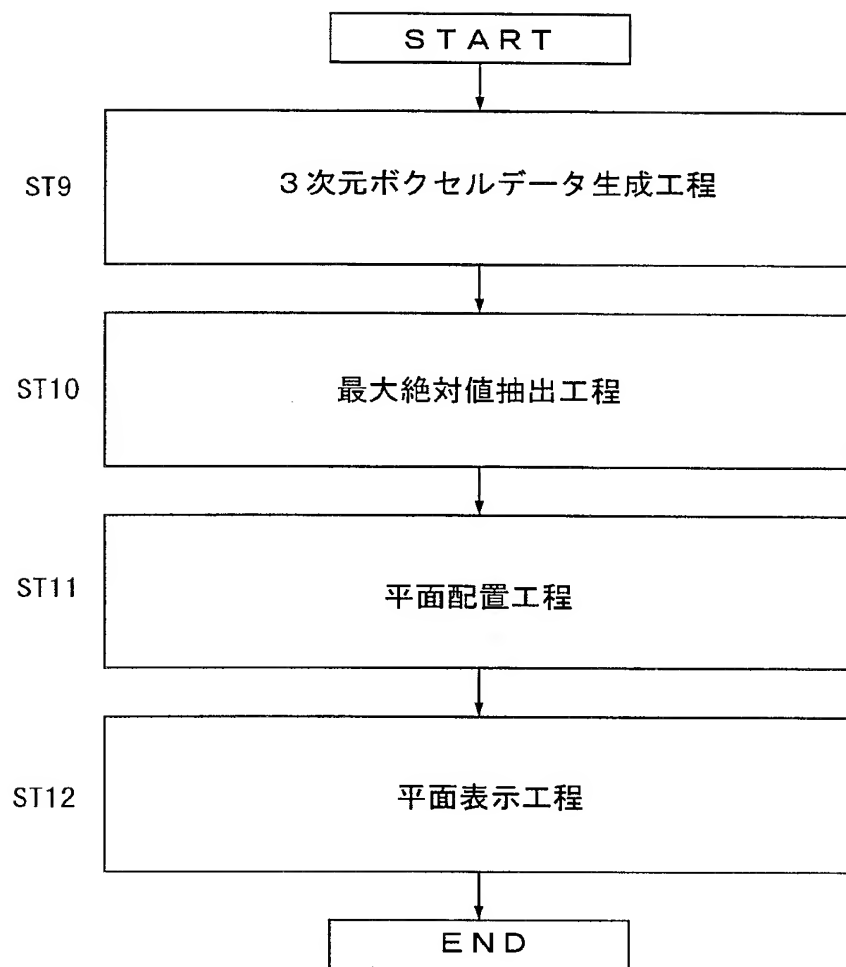 START
ST9
3次元ボクセルデータ生成工程
ST10
最大絶対値抽出工程
ST11
平面配置工程
ST12
平面表示工程
END